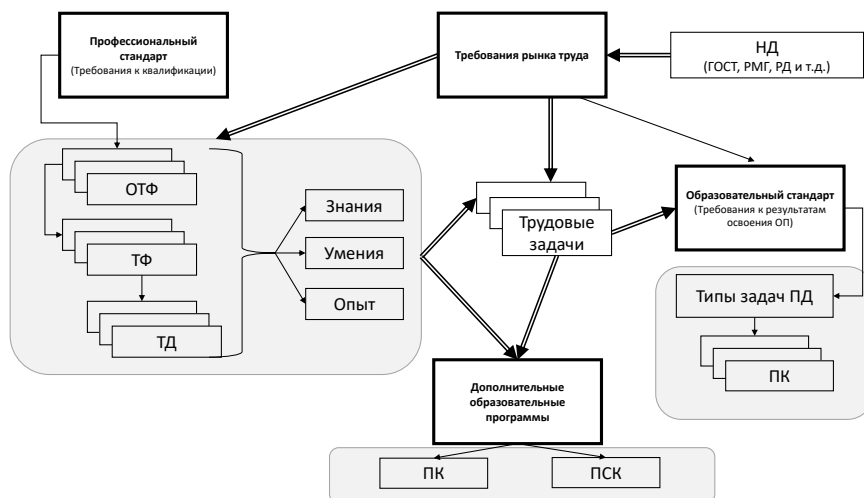 Профессиональный
стандарт
(Требования к квалификации)
Требования рынка труда
НД
(ГОСТ, РМГ, РД и т.д.)
ОТФ
ТФ
ТД
Знания
Умения
Опыт
Трудовые
задачи
Образовательный стандарт
(Требования к результатам
освоения ОП)
Типы задач ПД
ПК
Дополнительные
образовательные
программы
ПК
ПСК